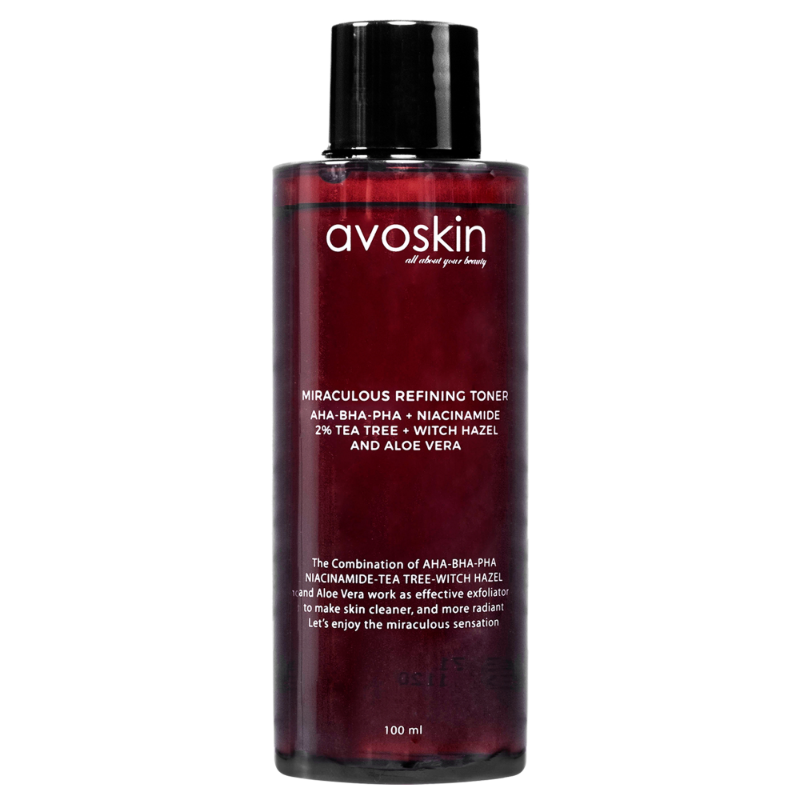 avoskin
all about your beauty
MIRACULOUS REFINING TONER
AHA-BHA-PHA + NIACINAMIDE
2% TEA TREE + WITCH HAZEL
AND ALOE VERA
The Combination of AHA-BHA-PHA
NIACINAMIDE-TEA TREE-WITCH HAZEL
and Aloe Vera work as effective exfoliator
to make skin cleaner, and more radiant
Let's enjoy the miraculous sensation
100 ml